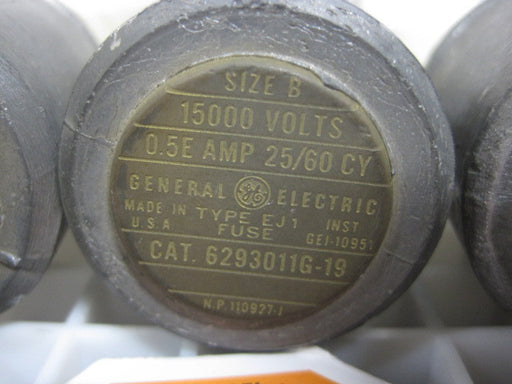 SIZE B
15000 VOLTS
0.5E AMP 25/60 CY
GENERAL GE ELECTRIC
MADE IN U.S.A
TYPE EJ1 FUSE
INST GEI-10951
CAT. 6293011G-19
N.P. 110927-J